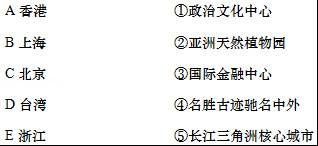 A 香港 ①政治文化中心
B 上海 ②亚洲天然植物园
C 北京 ③国际金融中心
D 台湾 ④名胜古迹驰名中外
E 浙江 ⑤长江三角洲核心城市